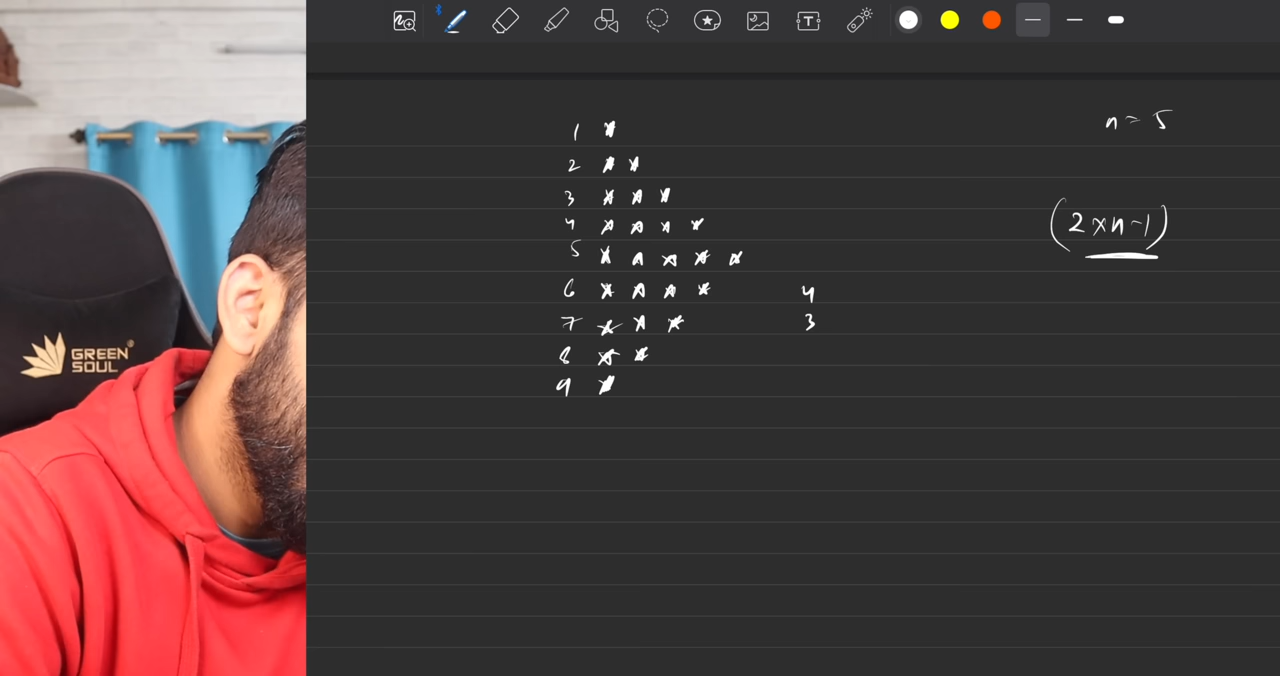 1 *
n = 5
2 * *
3 * * *
4 * * * *
(2 x n - 1)
5 * * * * *
6 * * * * 4
7 * * * 3
8 * *
9 *
GREEN
SOUL®
T